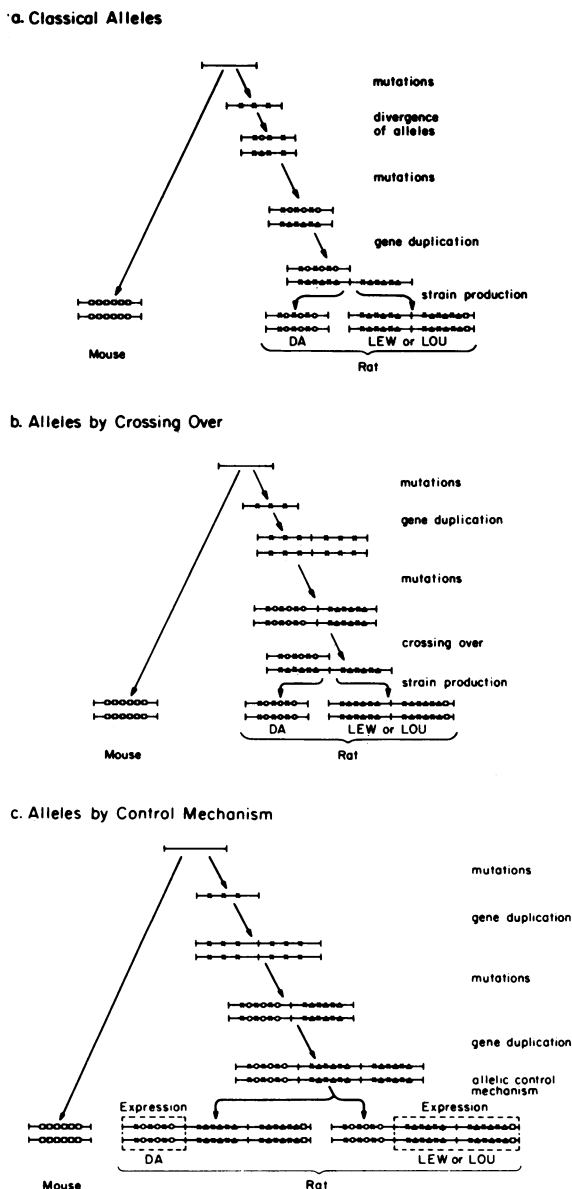 a. Classical Alleles
mutations
divergence
of alleles
mutations
gene duplication
strain production
DA
LEW or LOU
Mouse
Rat
b. Alleles by Crossing Over
mutations
gene duplication
mutations
crossing over
strain production
DA
LEW or LOU
Mouse
Rat
c. Alleles by Control Mechanism
mutations
gene duplication
mutations
gene duplication
allelic control
mechanism
Expression
Expression
DA
LEW or LOU
Mouse
Rat